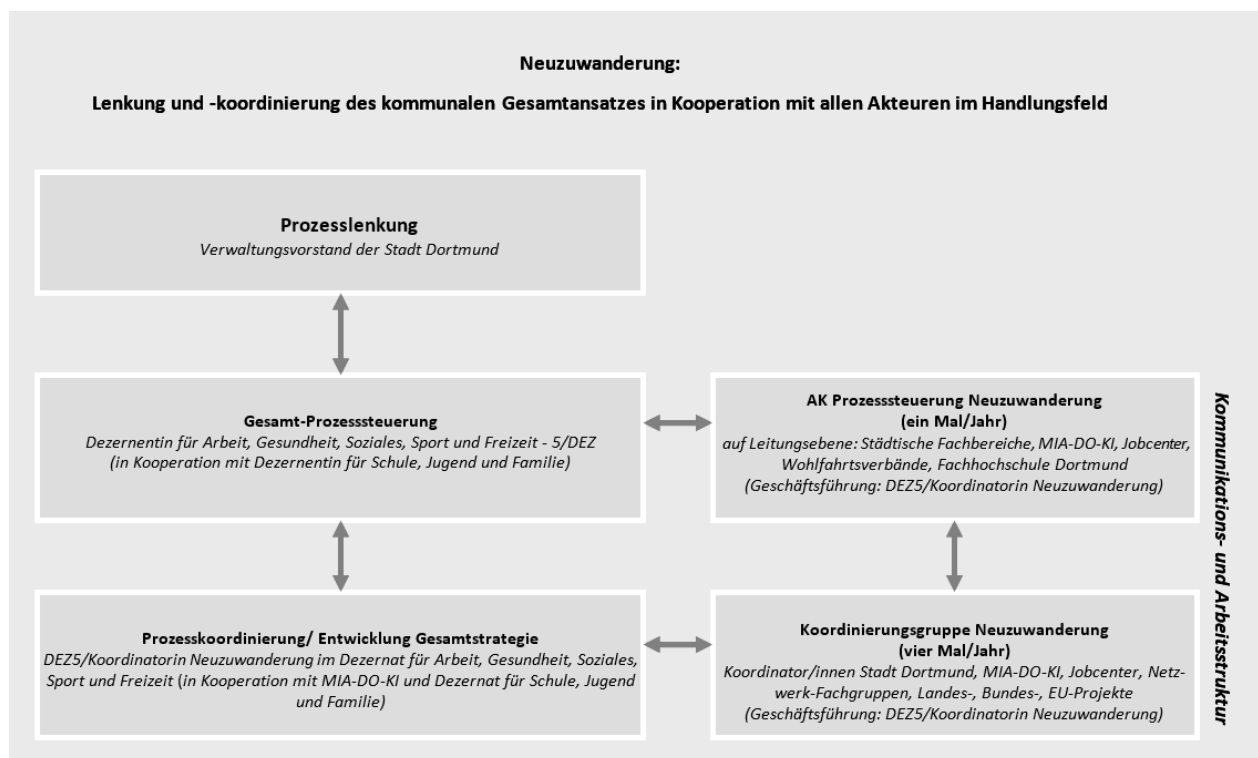 Neuzuwanderung:
Lenkung und -koordinierung des kommunalen Gesamtansatzes in Kooperation mit allen Akteuren im Handlungsfeld
Prozesslenkung
Verwaltungsvorstand der Stadt Dortmund
Gesamt-Prozesssteuerung
Dezernentin für Arbeit, Gesundheit, Soziales, Sport und Freizeit - 5/DEZ
(in Kooperation mit Dezernentin für Schule, Jugend und Familie)
AK Prozesssteuerung Neuzuwanderung
(ein Mal/Jahr)
auf Leitungsebene: Städtische Fachbereiche, MIA-DO-KI, Jobcenter,
Wohlfahrtsverbände, Fachhochschule Dortmund
(Geschäftsführung: DEZ5/Koordinatorin Neuzuwanderung)
Prozesskoordinierung/ Entwicklung Gesamtstrategie
DEZ5/Koordinatorin Neuzuwanderung im Dezernat für Arbeit, Gesundheit, Soziales,
Sport und Freizeit (in Kooperation mit MIA-DO-KI und Dezernat für Schule, Jugend
und Familie)
Koordinierungsgruppe Neuzuwanderung
(vier Mal/Jahr)
Koordinator/innen Stadt Dortmund, MIA-DO-KI, Jobcenter, Netz-
werk-Fachgruppen, Landes-, Bundes-, EU-Projekte
(Geschäftsführung: DEZ5/Koordinatorin Neuzuwanderung)
Kommunikations- und Arbeitsstruktur